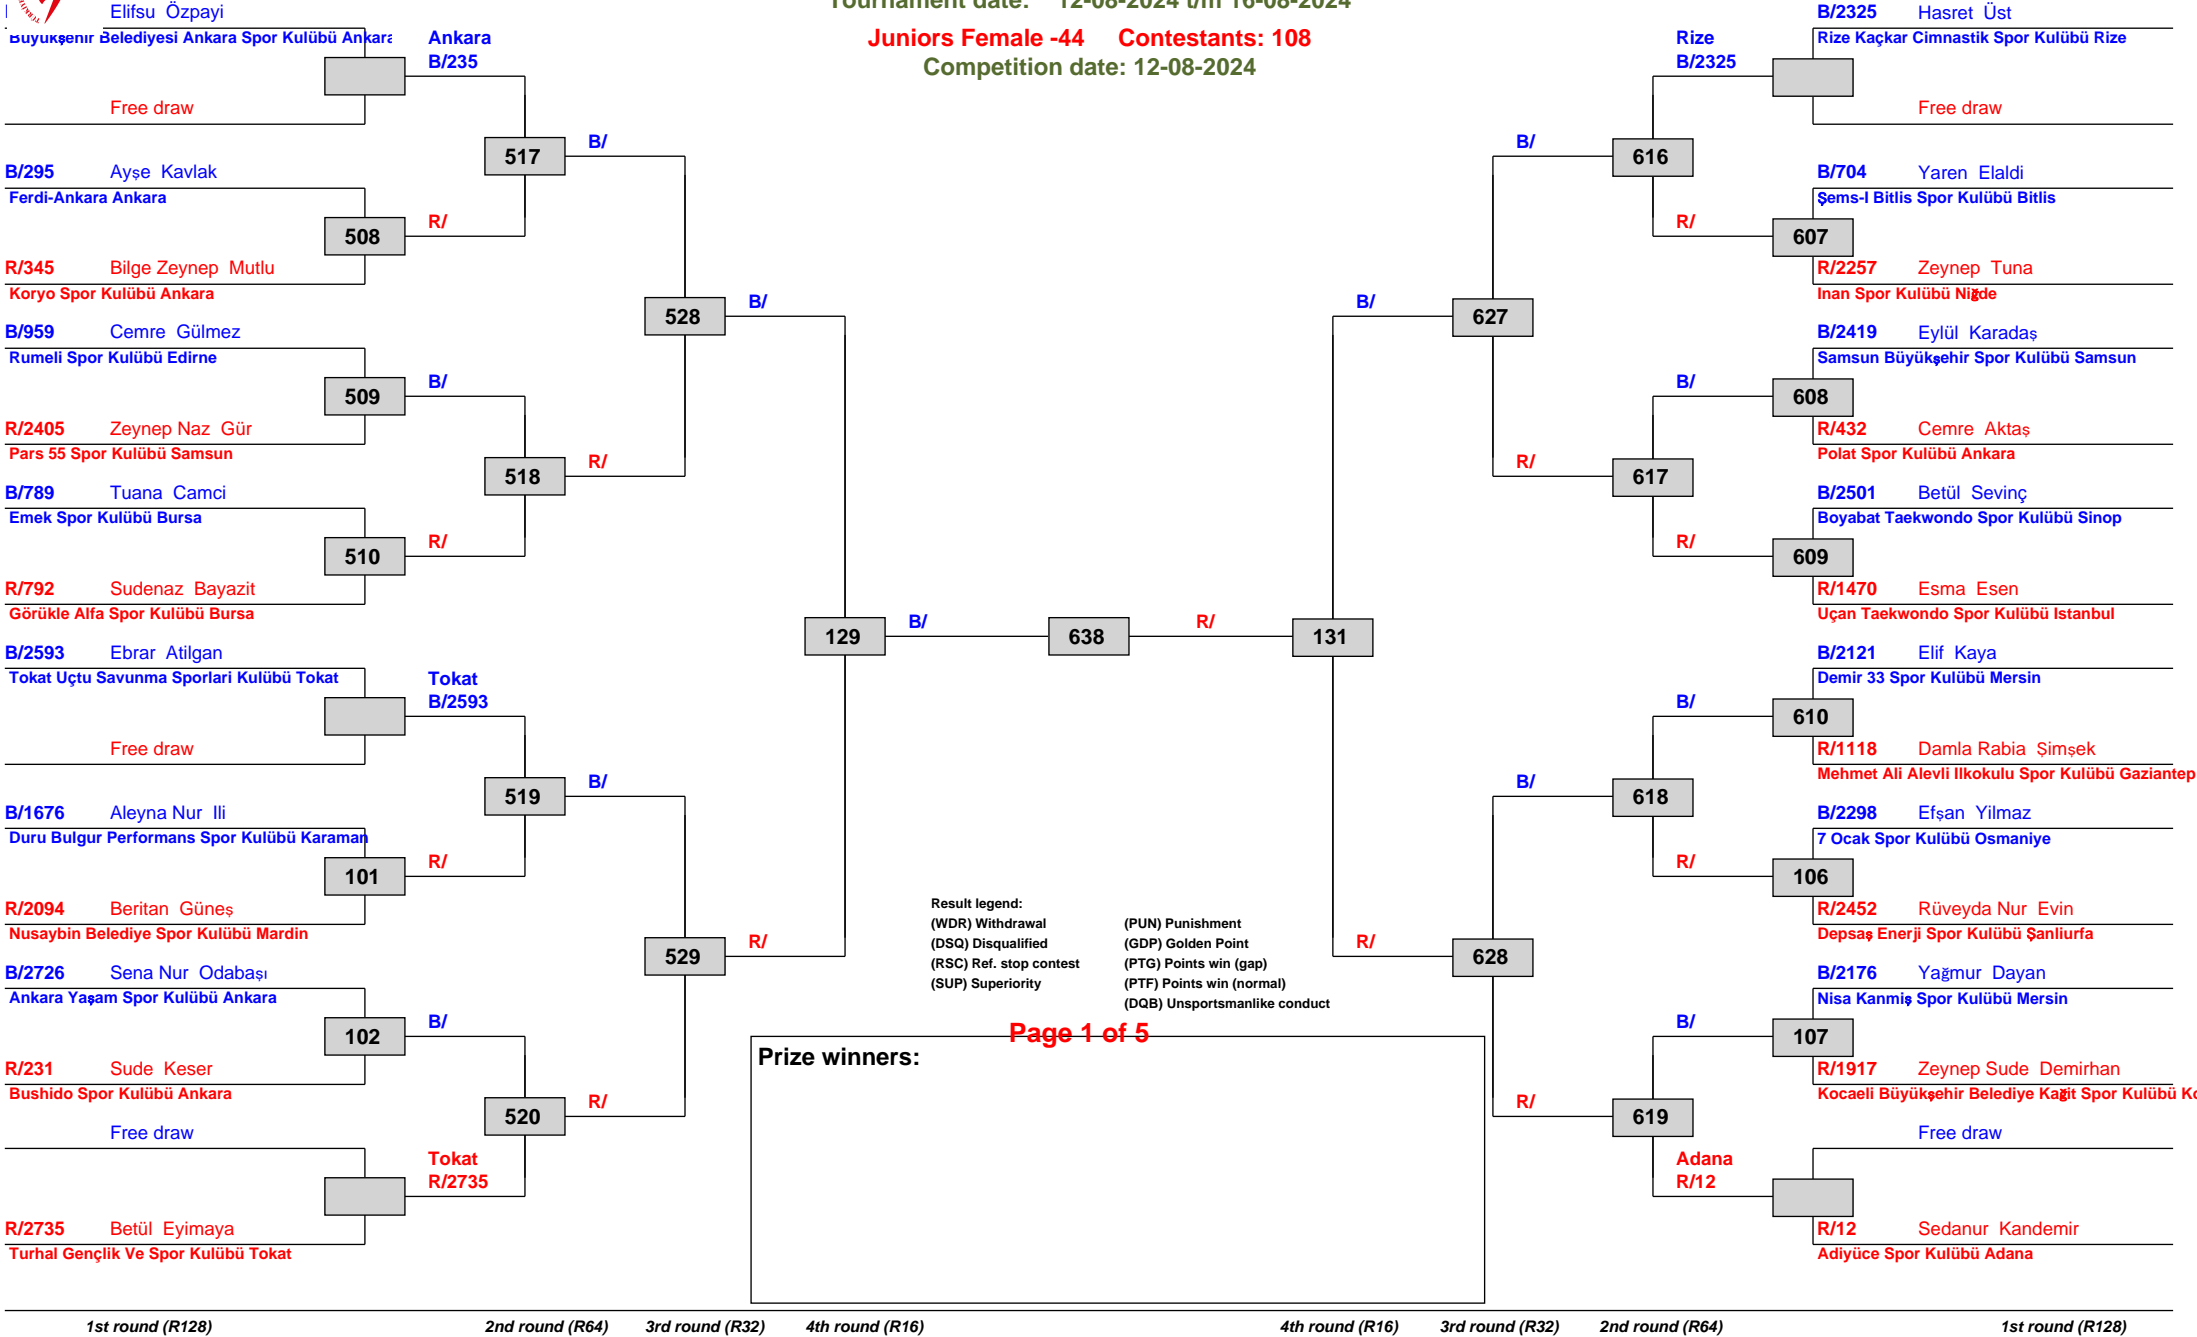 Tournament date: 12-08-2024 t/m 16-08-2024
Juniors Female -44 Contestants: 108
Competition date: 12-08-2024
Elifsu Özpayi
Büyükşehir Belediyesi Ankara Spor Kulübü Ankara
Ankara
B/235
Free draw
517
B/
B/295 Ayşe Kavlak
Ferdi-Ankara Ankara
508
R/
R/345 Bilge Zeynep Mutlu
Koryo Spor Kulübü Ankara
528
B/
B/959 Cemre Gülmez
Rumeli Spor Kulübü Edirne
509
B/
R/2405 Zeynep Naz Gür
Pars 55 Spor Kulübü Samsun
518
R/
B/789 Tuana Camci
Emek Spor Kulübü Bursa
510
R/
R/792 Sudenaz Bayazit
Görükle Alfa Spor Kulübü Bursa
129
B/
638
R/
131
B/2593 Ebrar Atilgan
Tokat Uçtu Savunma Sporlari Kulübü Tokat
Tokat
B/2593
Free draw
519
B/
B/1676 Aleyna Nur Ili
Duru Bulgur Performans Spor Kulübü Karaman
101
R/
R/2094 Beritan Güneş
Nusaybin Belediye Spor Kulübü Mardin
529
R/
B/2726 Sena Nur Odabaşı
Ankara Yaşam Spor Kulübü Ankara
102
B/
R/231 Sude Keser
Bushido Spor Kulübü Ankara
520
R/
Free draw
Tokat
R/2735
R/2735 Betül Eyimaya
Turhal Gençlik Ve Spor Kulübü Tokat
B/2325 Hasret Üst
Rize Kaçkar Cimnastik Spor Kulübü Rize
Rize
B/2325
Free draw
B/
616
B/704 Yaren Elaldi
Şems-I Bitlis Spor Kulübü Bitlis
R/
607
R/2257 Zeynep Tuna
Inan Spor Kulübü Niğde
B/
627
B/2419 Eylül Karadaş
Samsun Büyükşehir Spor Kulübü Samsun
B/
608
R/432 Cemre Aktaş
Polat Spor Kulübü Ankara
R/
617
B/2501 Betül Sevinç
Boyabat Taekwondo Spor Kulübü Sinop
R/
609
R/1470 Esma Esen
Uçan Taekwondo Spor Kulübü Istanbul
B/2121 Elif Kaya
Demir 33 Spor Kulübü Mersin
B/
610
R/1118 Damla Rabia Şimşek
Mehmet Ali Alevli Ilkokulu Spor Kulübü Gaziantep
B/
618
B/2298 Efşan Yilmaz
7 Ocak Spor Kulübü Osmaniye
R/
106
R/2452 Rüveyda Nur Evin
Depsaş Enerji Spor Kulübü Şanliurfa
R/
628
B/2176 Yağmur Dayan
Nisa Kanmiş Spor Kulübü Mersin
B/
107
R/1917 Zeynep Sude Demirhan
Kocaeli Büyükşehir Belediye Kağit Spor Kulübü Ko
R/
619
Free draw
Adana
R/12
R/12 Sedanur Kandemir
Adiyüce Spor Kulübü Adana
Result legend:
(WDR) Withdrawal (PUN) Punishment
(DSQ) Disqualified (GDP) Golden Point
(RSC) Ref. stop contest (PTG) Points win (gap)
(SUP) Superiority (PTF) Points win (normal)
(DQB) Unsportsmanlike conduct
Page 1 of 5
Prize winners:
1st round (R128) 2nd round (R64) 3rd round (R32) 4th round (R16) 4th round (R16) 3rd round (R32) 2nd round (R64) 1st round (R128)